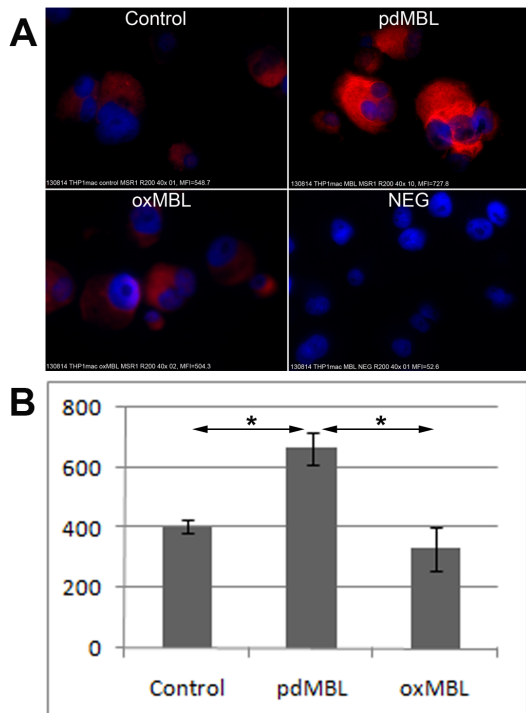 A
Control
pdMBL
130814 THP1mac control MSR1 R200 40x 01, MFI=548.7
130814 THP1mac MBL MSR1 R200 40x 10, MFI=727.8
oxMBL
NEG
130814 THP1mac oxMBL MSR1 R200 40x 02, MFI=504.3
130814 THP1mac MBL NEG R200 40x 01 MFI=52.6
B
800
600
400
200
0
* *
Control pdMBL oxMBL